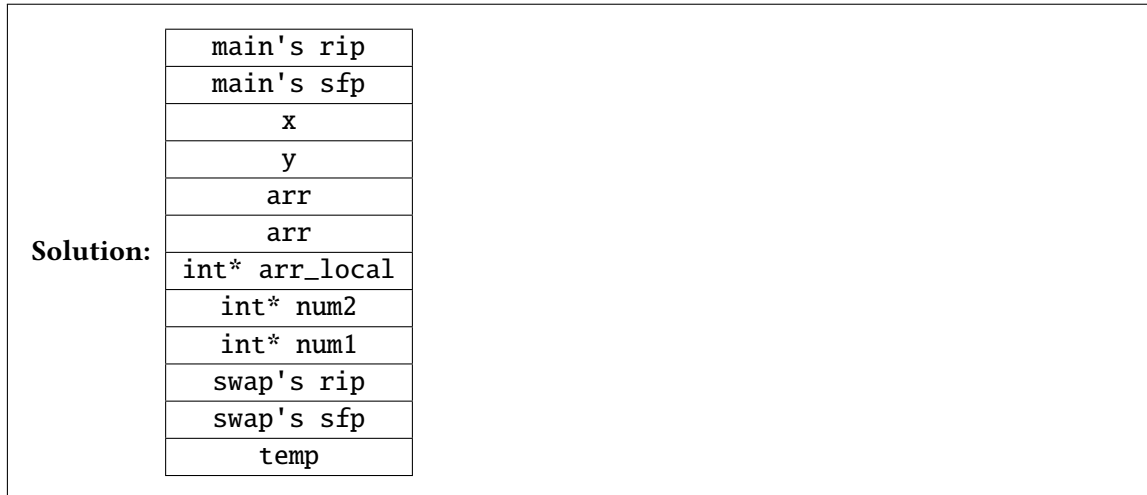 main's rip
main's sfp
x
y
arr
arr
Solution:
int* arr_local
int* num2
int* num1
swap's rip
swap's sfp
temp